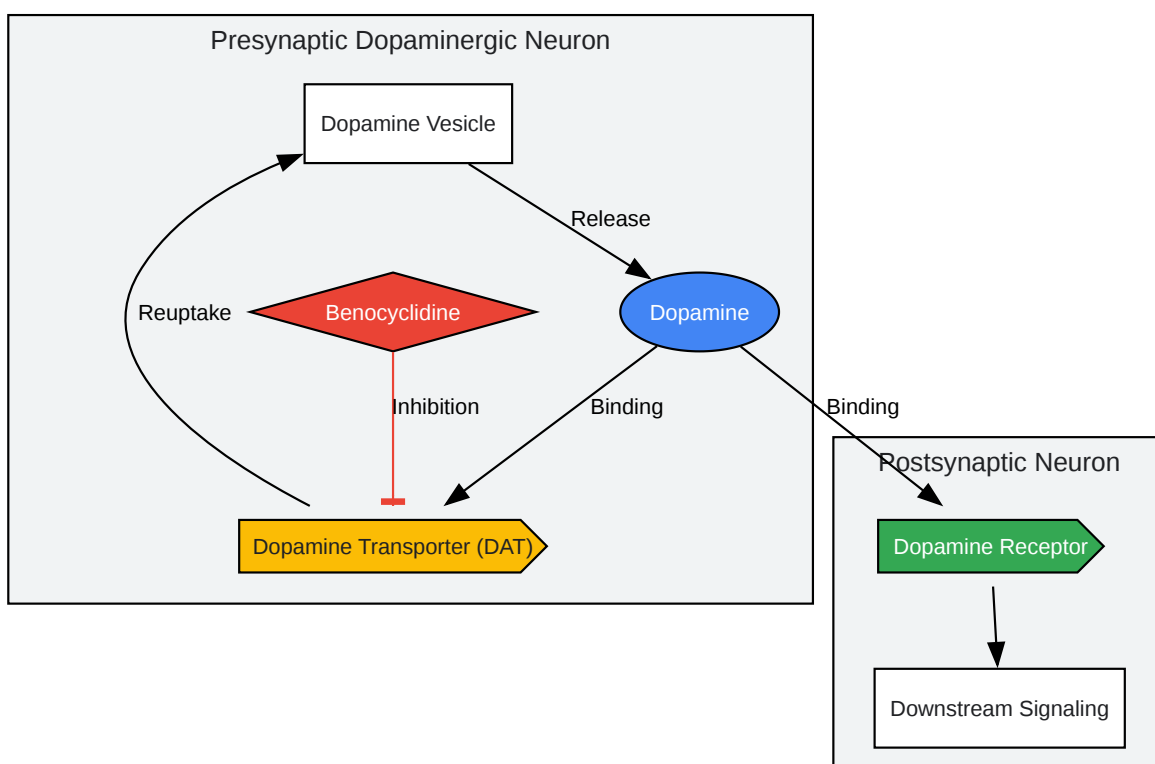 Presynaptic Dopaminergic Neuron
Dopamine Vesicle
Release
Reuptake
Benocyclidine
Dopamine
Inhibition
Binding
Binding
Postsynaptic Neuron
Dopamine Transporter (DAT)
Dopamine Receptor
Downstream Signaling